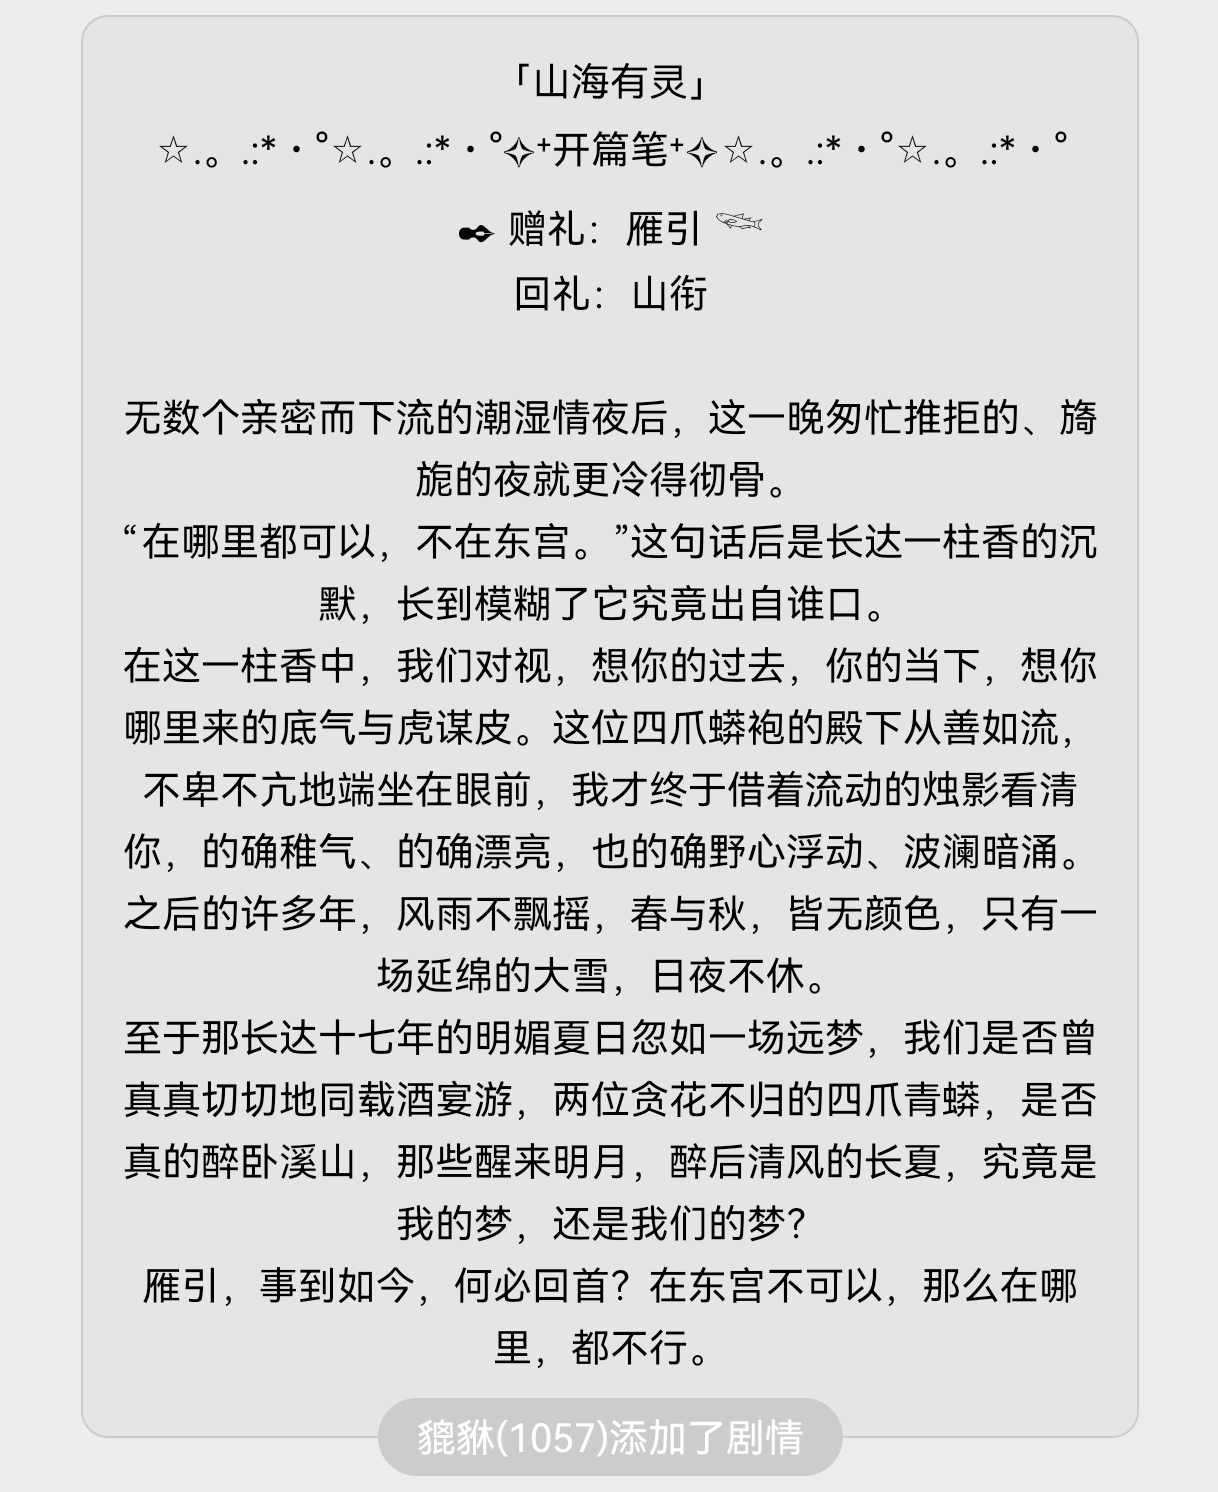 「山海有灵」
☆.。.:*・°☆.。.:*・°✧⁺开篇笔⁺✧☆.。.:*・°☆.。.:*・°
✒ 赠礼：雁引 𓆝
回礼：山衔
无数个亲密而下流的潮湿情夜后，这一晚匆忙推拒的、旖
旎的夜就更冷得彻骨。
“在哪里都可以，不在东宫。”这句话后是长达一柱香的沉
默，长到模糊了它究竟出自谁口。
在这一柱香中，我们对视，想你的过去，你的当下，想你
哪里来的底气与虎谋皮。这位四爪蟒袍的殿下从善如流，
不卑不亢地端坐在眼前，我才终于借着流动的烛影看清
你，的确稚气、的确漂亮，也的确野心浮动、波澜暗涌。
之后的许多年，风雨不飘摇，春与秋，皆无颜色，只有一
场延绵的大雪，日夜不休。
至于那长达十七年的明媚夏日忽如一场远梦，我们是否曾
真真切切地同载酒宴游，两位贪花不归的四爪青蟒，是否
真的醉卧溪山，那些醒来明月，醉后清风的长夏，究竟是
我的梦，还是我们的梦？
雁引，事到如今，何必回首？在东宫不可以，那么在哪
里，都不行。
貔貅(1057)添加了剧情